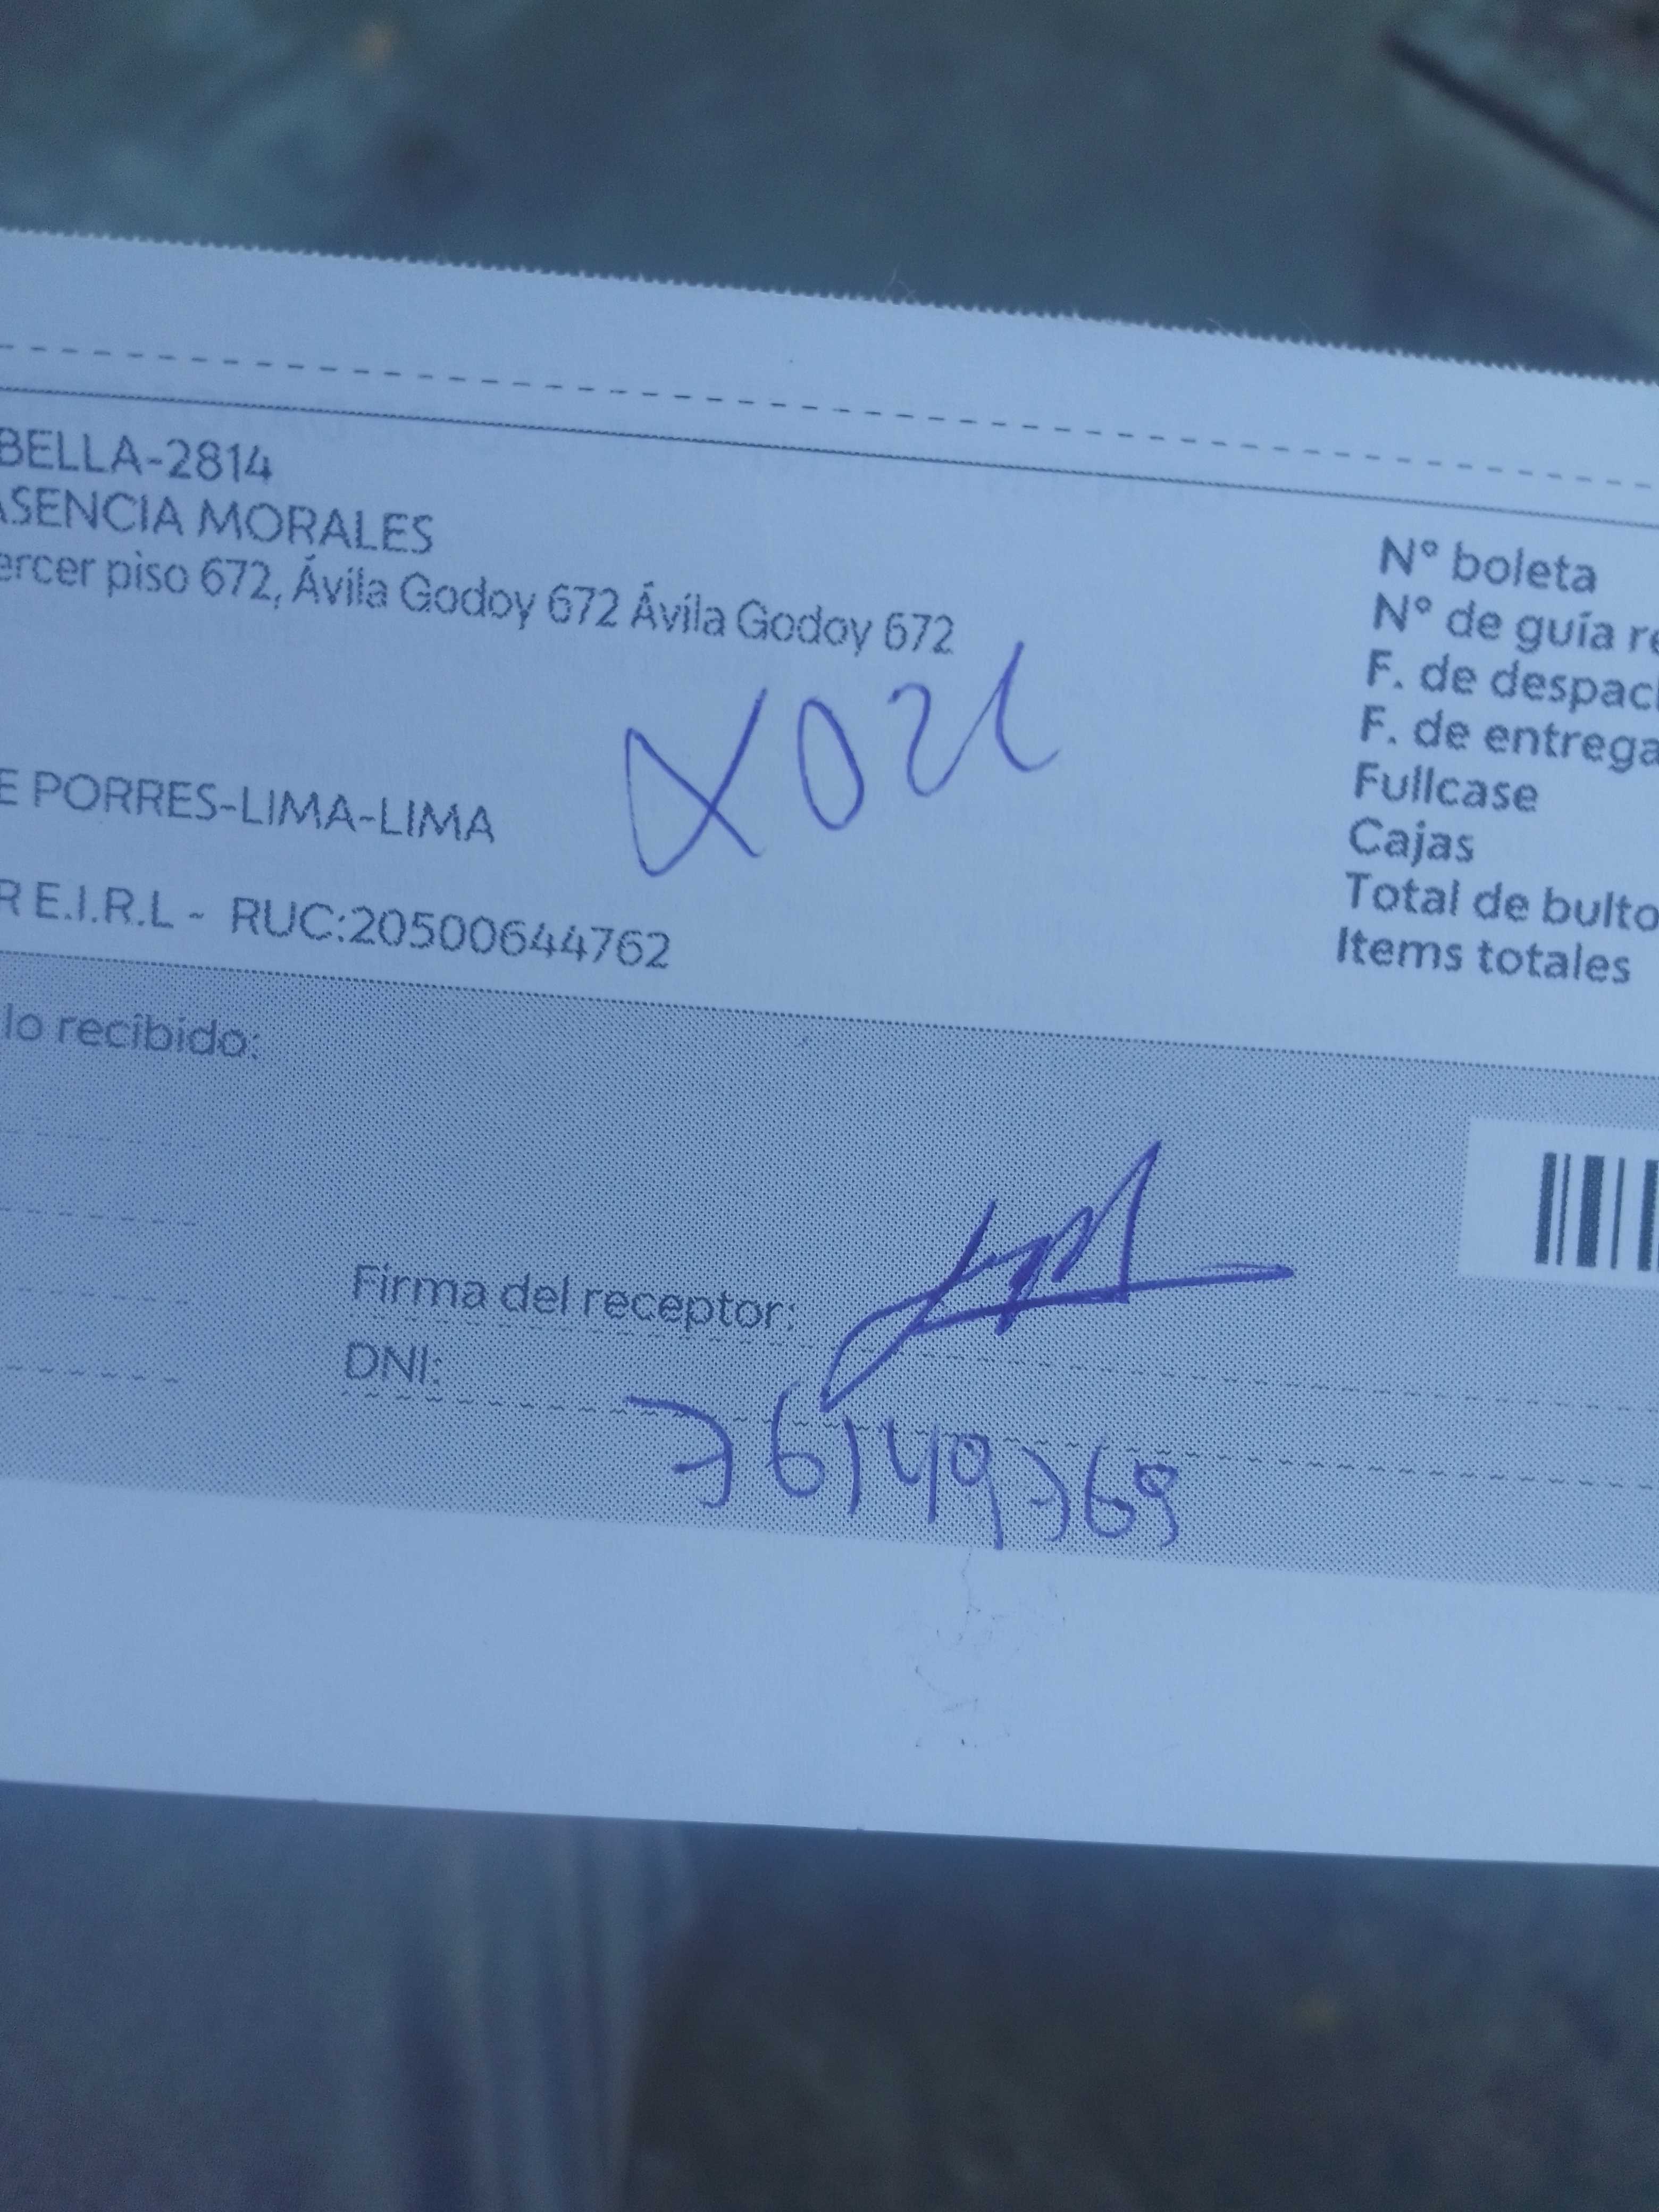 BELLA-2814
ASENCIA MORALES
ercer piso 672, Ávila Godoy 672 Ávila Godoy 672
E PORRES-LIMA-LIMA
R E.I.R.L - RUC:20500644762
N° boleta
N° de guía re
F. de despac
F. de entrega
Fullcase
Cajas
Total de bulto
Items totales
lo recibido:
Firma del receptor:
DNI:
76149769